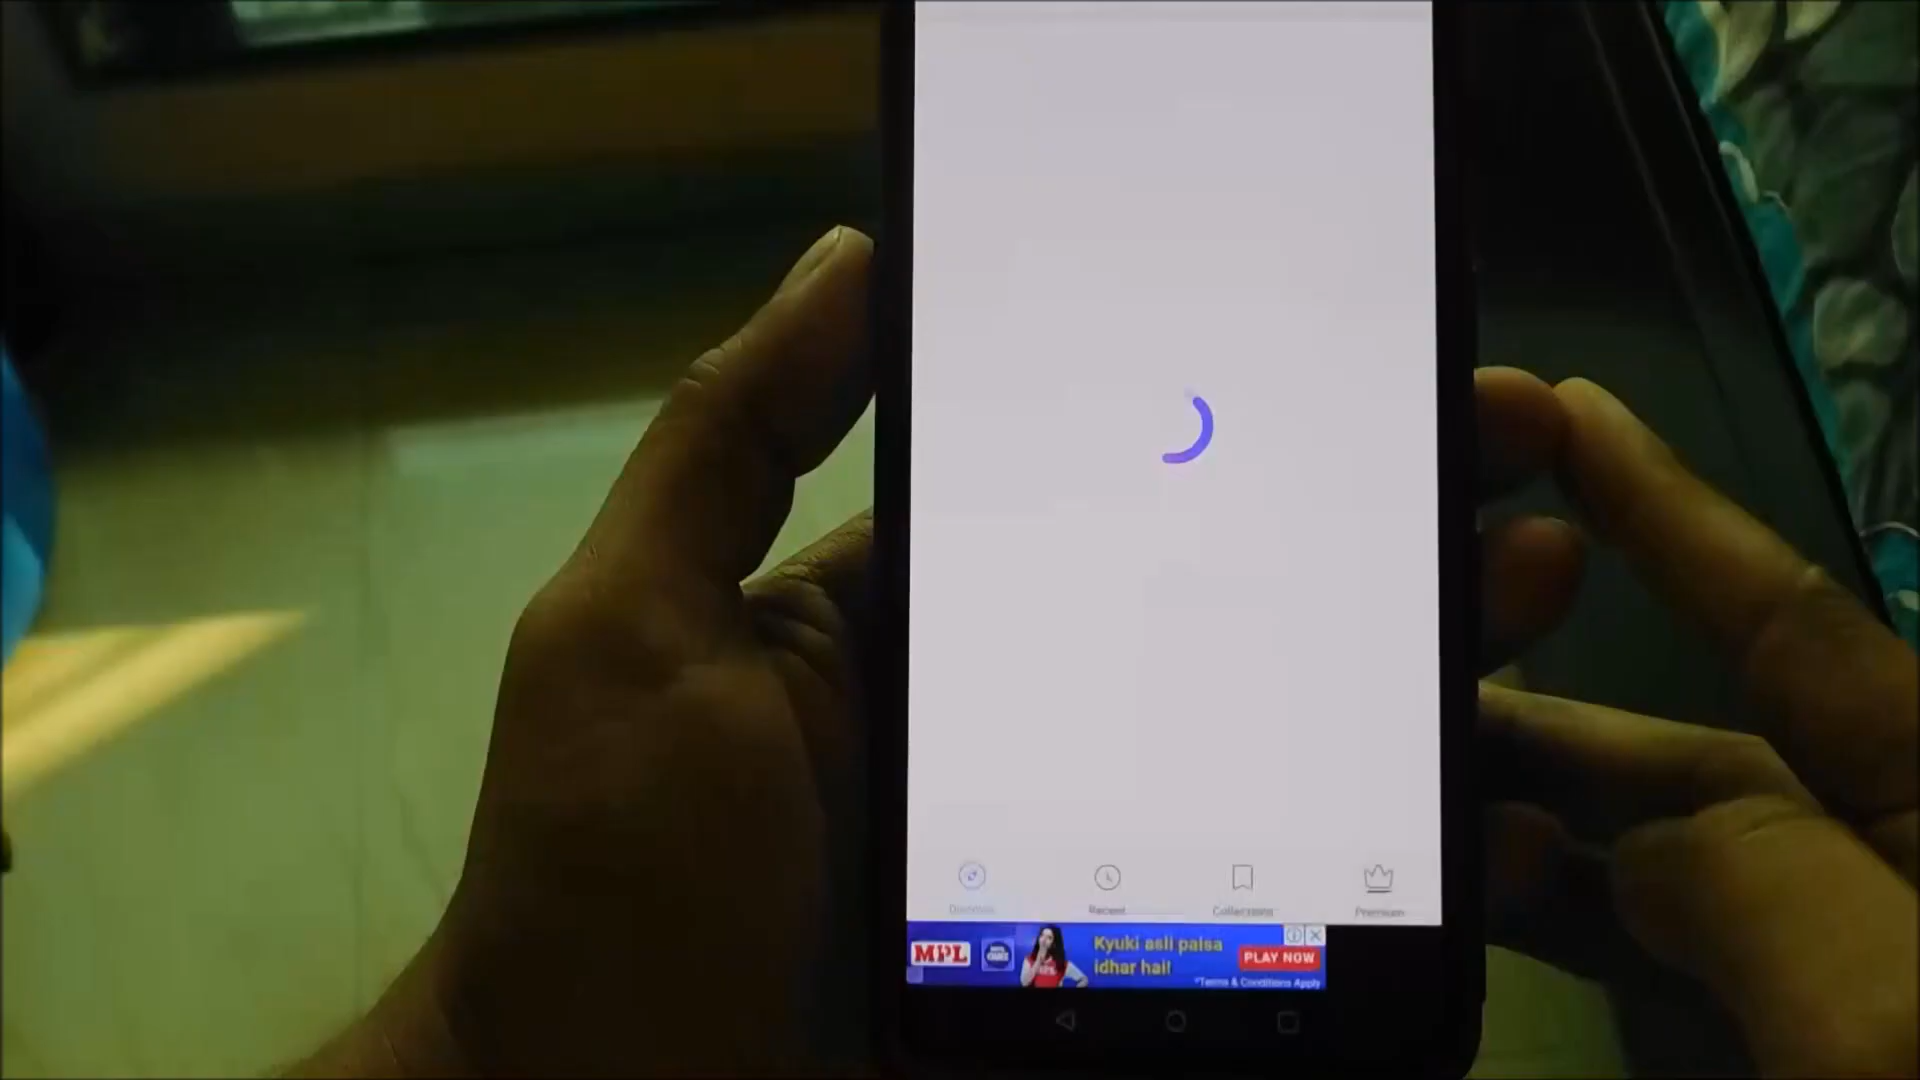 Recent
Collections
Premium
MPL
Kyuki asli paisa
idhar hai!
PLAY NOW
*Terms & Conditions Apply